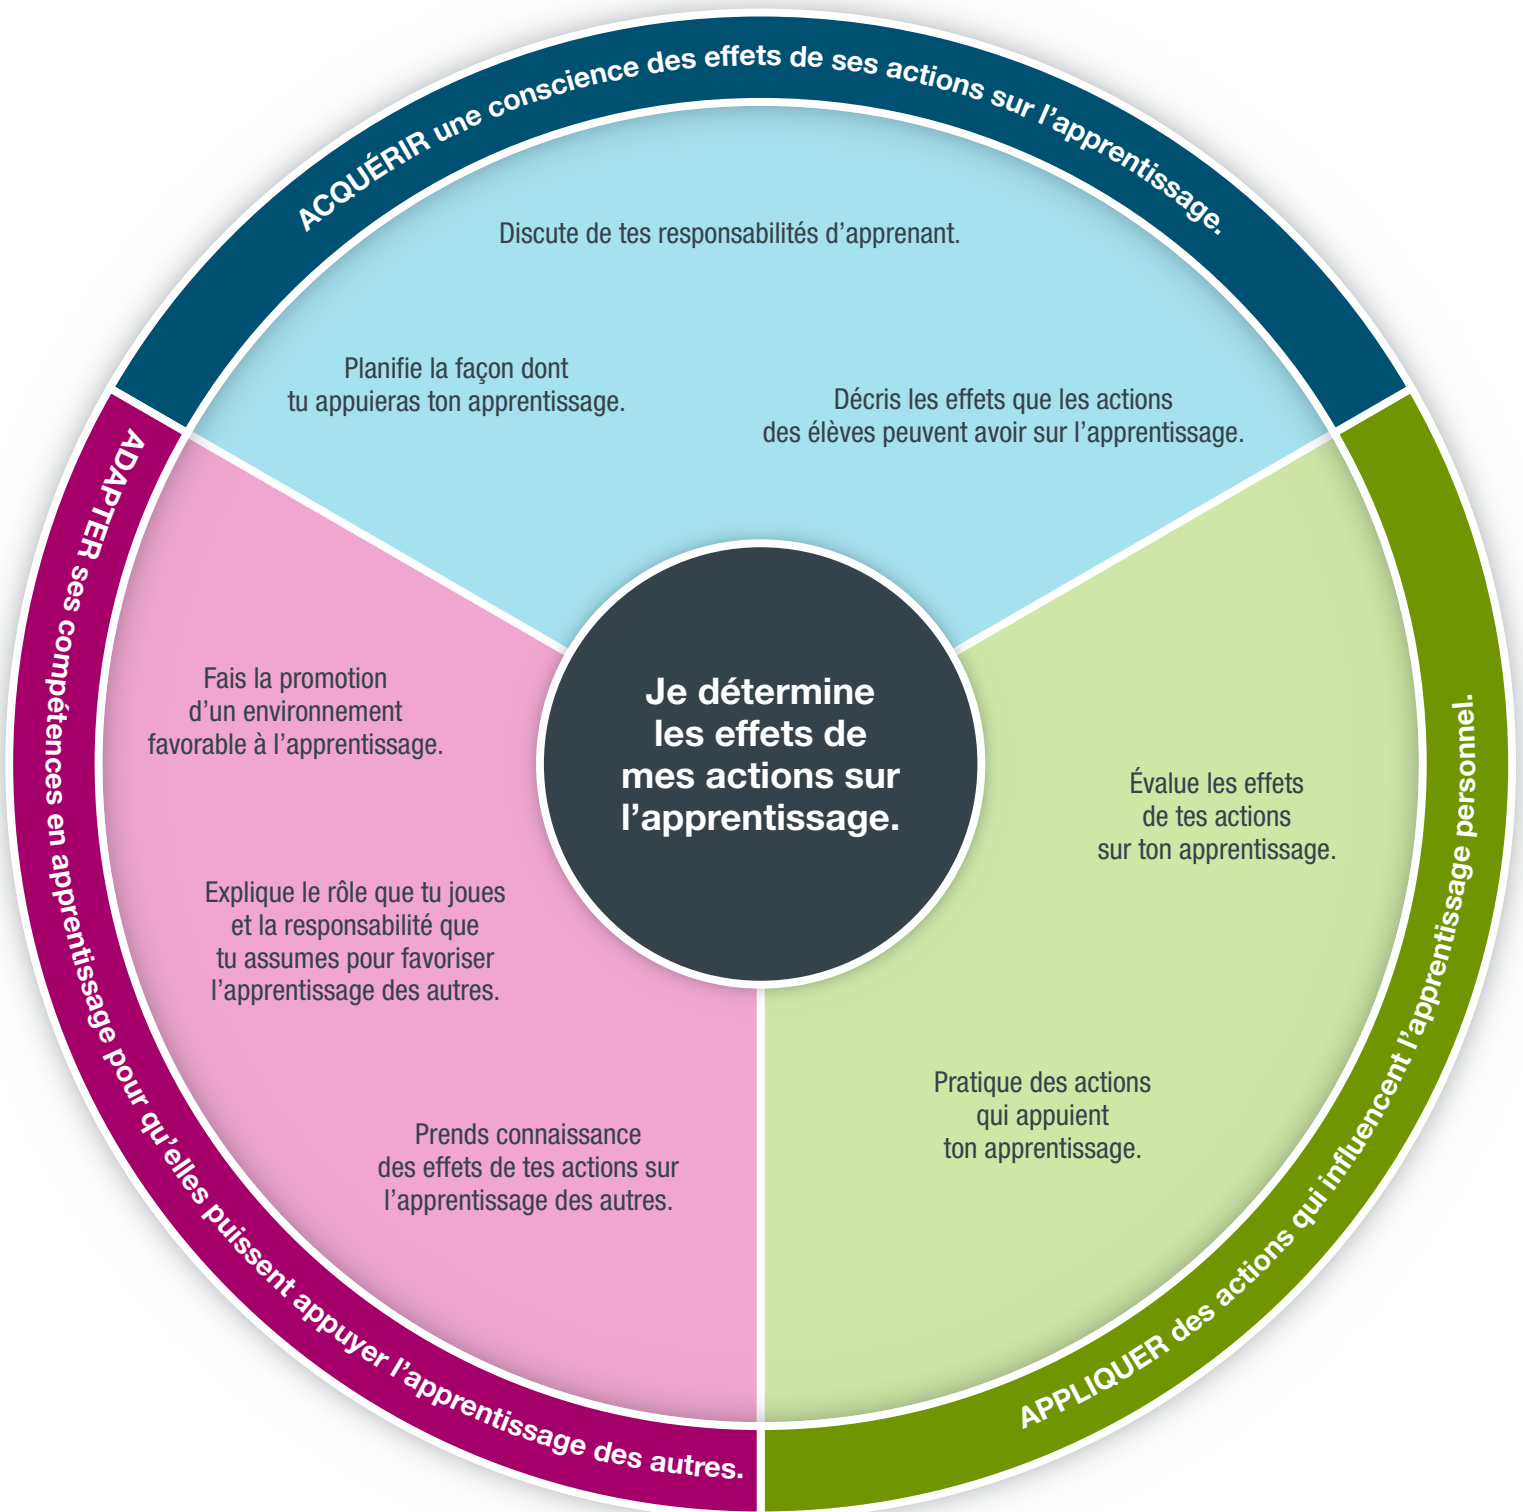 ACQUÉRIR une conscience des effets de ses actions sur l’apprentissage.
Discute de tes responsabilités d’apprenant.
Planifie la façon dont
tu appuieras ton apprentissage.
Décris les effets que les actions
des élèves peuvent avoir sur l’apprentissage.
Je détermine
les effets de
mes actions sur
l’apprentissage.
APPLIQUER des actions qui influencent l’apprentissage personnel.
Évalue les effets
de tes actions
sur ton apprentissage.
Pratique des actions
qui appuient
ton apprentissage.
ADAPTER ses compétences en apprentissage pour qu’elles puissent appuyer l’apprentissage des autres.
Fais la promotion
d’un environnement
favorable à l’apprentissage.
Explique le rôle que tu joues
et la responsabilité que
tu assumes pour favoriser
l’apprentissage des autres.
Prends connaissance
des effets de tes actions sur
l’apprentissage des autres.